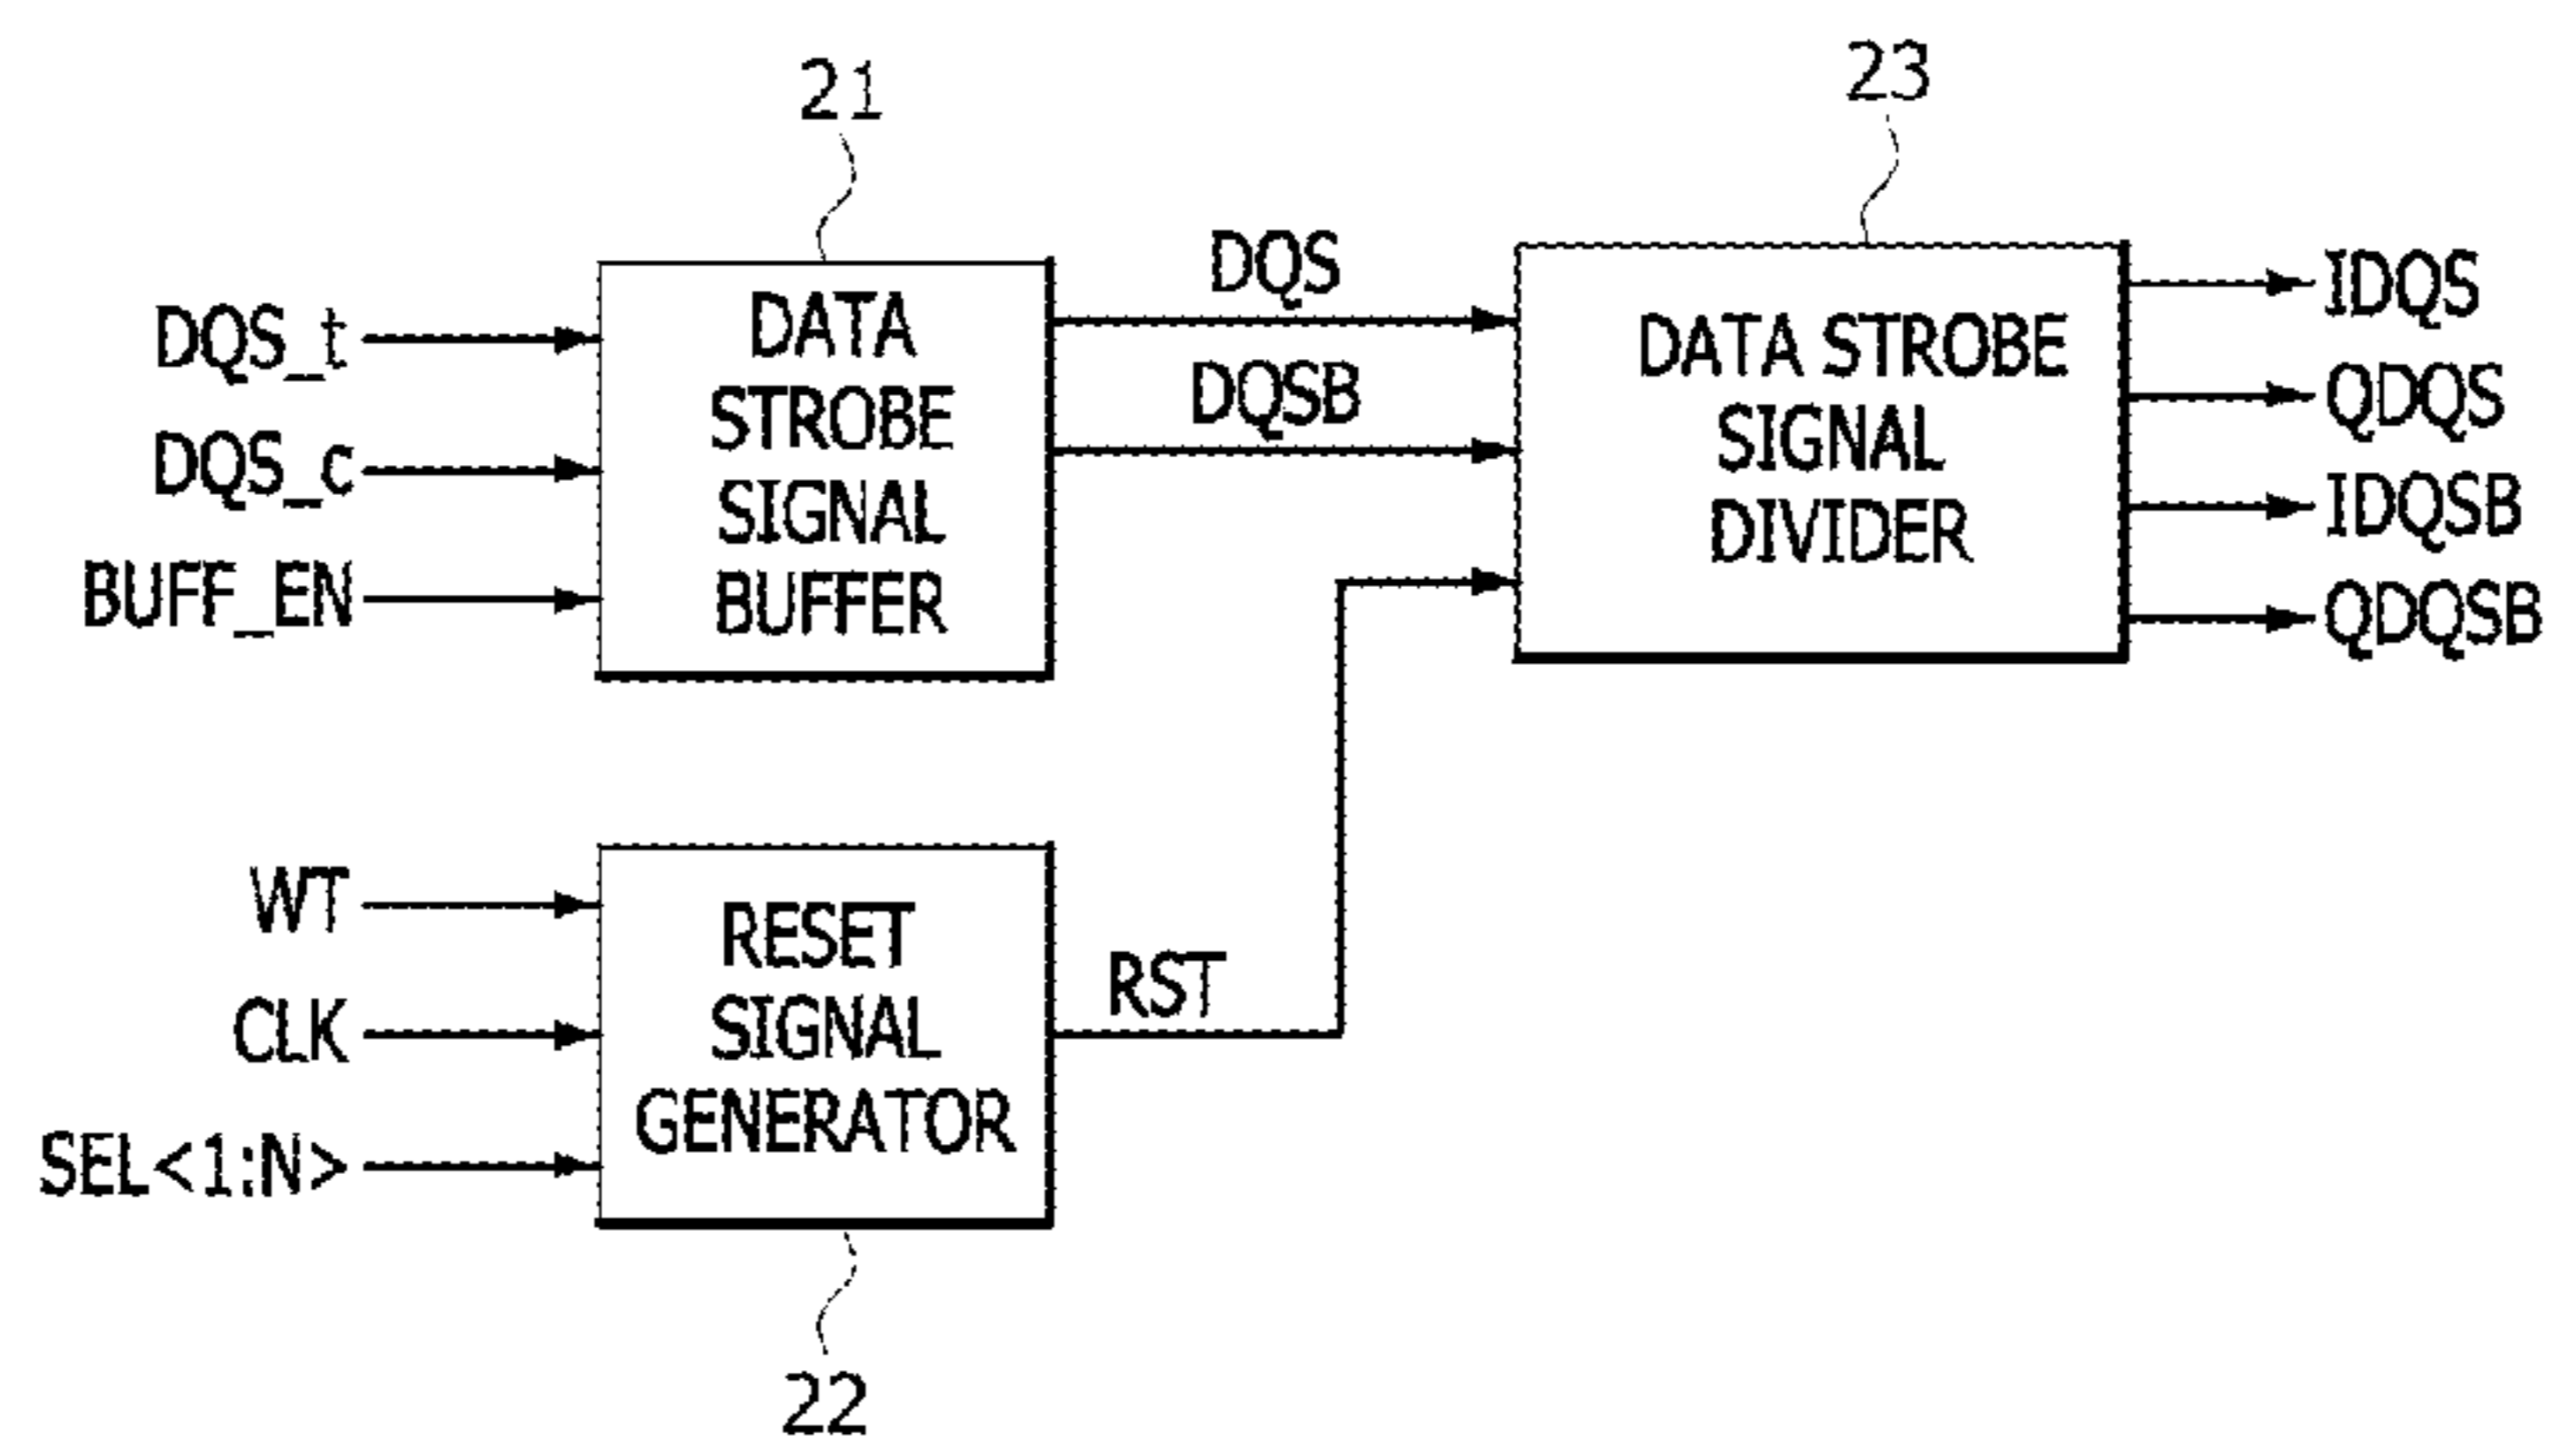 21
23
DQS_t
DQS_c
BUFF_EN
DATA
STROBE
SIGNAL
BUFFER
DQS
DQSB
DATA STROBE
SIGNAL
DIVIDER
IDQS
QDQS
IDQSB
QDQSB
WT
CLK
SEL<1:N>
RESET
SIGNAL
GENERATOR
RST
22